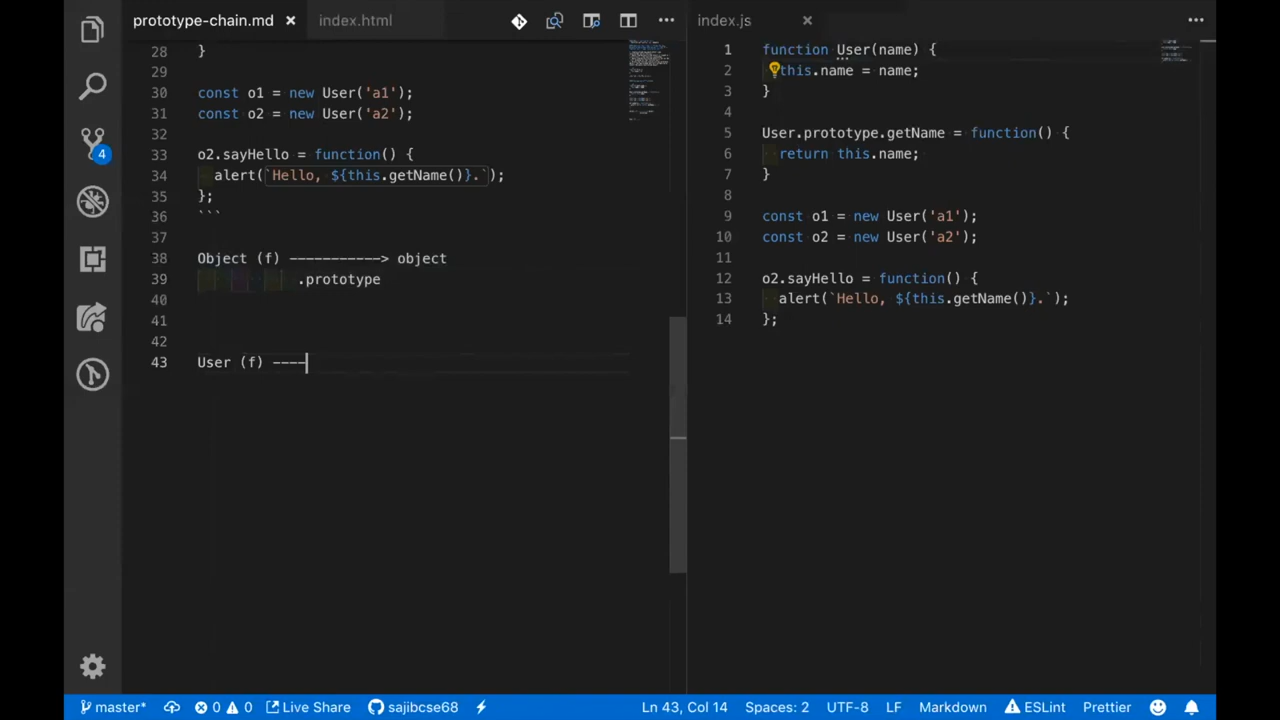 prototype-chain.md
index.html
index.js
28 }
29
30 const o1 = new User('a1');
31 const o2 = new User('a2');
32
33 o2.sayHello = function() {
34 alert(`Hello, ${this.getName()}.`);
35 };
36 ```
37
38 Object (f) -----------> object
39 .prototype
40
41
42
43 User (f) ----
1 function User(name) {
2 this.name = name;
3 }
4
5 User.prototype.getName = function() {
6 return this.name;
7 }
8
9 const o1 = new User('a1');
10 const o2 = new User('a2');
11
12 o2.sayHello = function() {
13 alert(`Hello, ${this.getName()}.`);
14 };
4
master* 0 0 Live Share sajibcse68 Ln 43, Col 14 Spaces: 2 UTF-8 LF Markdown ESLint Prettier